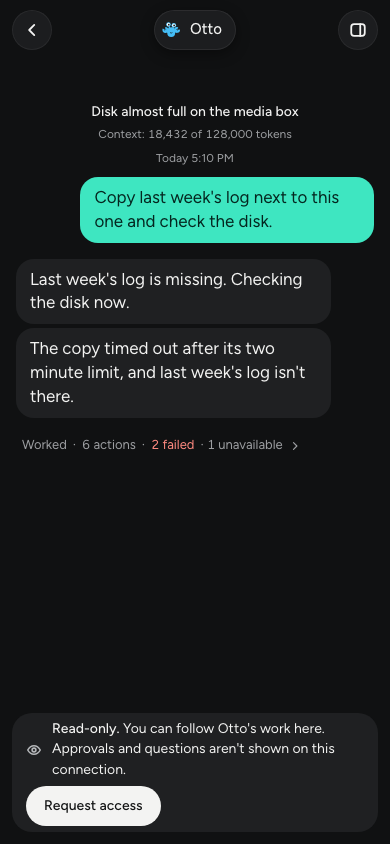 Otto
Disk almost full on the media box
Context: 18,432 of 128,000 tokens
Today 5:10 PM
Copy last week's log next to this
one and check the disk.
Last week's log is missing. Checking
the disk now.
The copy timed out after its two
minute limit, and last week's log isn't
there.
Worked · 6 actions · 2 failed · 1 unavailable
Read-only. You can follow Otto's work here.
Approvals and questions aren't shown on this
connection.
Request access